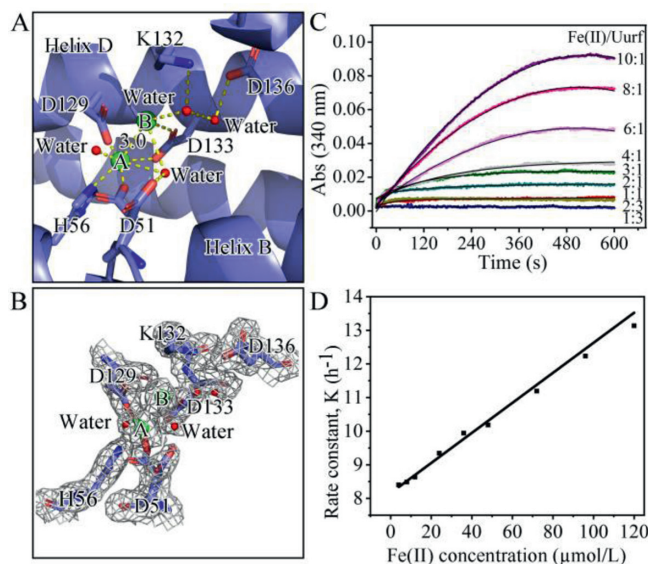 A
Helix D
K132
D136
D129
Water
B
3.0
Water
Water
A
D133
Water
H56
D51
Helix B
B
K132
D136
D129
B
D133
Water
A
Water
H56
D51
C
Fe(II)/Uurf
10:1
8:1
6:1
4:1
3:1
1:1
1:3
Abs (340 nm)
0.10
0.08
0.06
0.04
0.02
0.00
0 120 240 360 480 600
Time (s)
D
Rate constant, K (h⁻¹)
14
13
12
11
10
9
8
0 20 40 60 80 100 120
Fe(II) concentration (μmol/L)